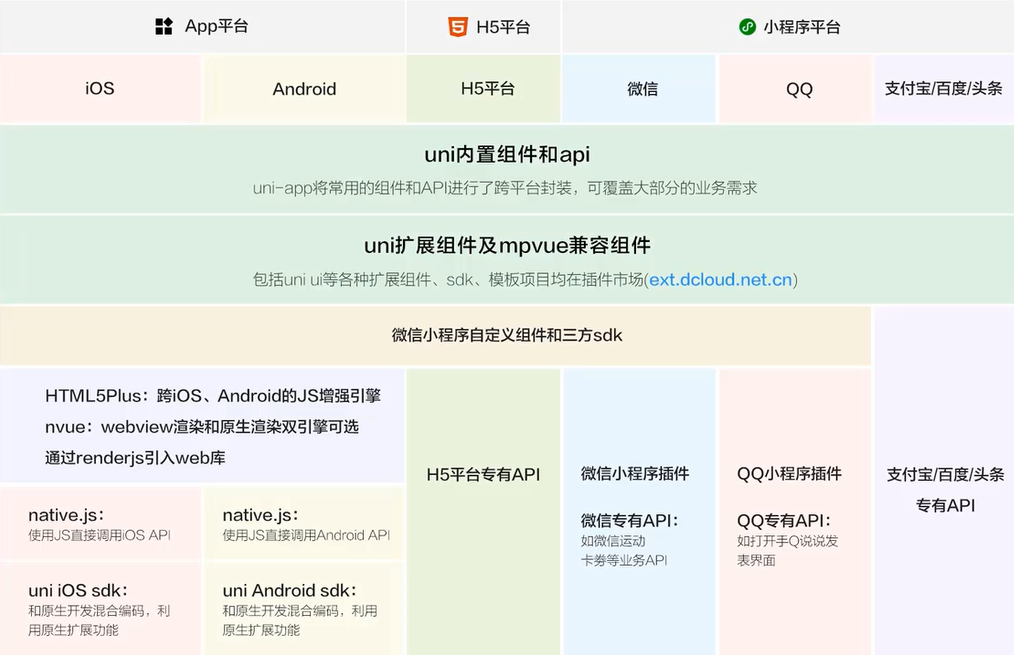 App平台
H5平台
小程序平台
iOS
Android
H5平台
微信
QQ
支付宝/百度/头条
uni内置组件和api
uni-app将常用的组件和API进行了跨平台封装，可覆盖大部分的业务需求
uni扩展组件及mpvue兼容组件
包括uni ui等各种扩展组件、sdk、模板项目均在插件市场(ext.dcloud.net.cn)
微信小程序自定义组件和三方sdk
HTML5Plus：跨iOS、Android的JS增强引擎
nvue：webview渲染和原生渲染双引擎可选
通过renderjs引入web库
native.js：
使用JS直接调用iOS API
native.js：
使用JS直接调用Android API
uni iOS sdk：
和原生开发混合编码，利
用原生扩展功能
uni Android sdk：
和原生开发混合编码，利用
原生扩展功能
H5平台专有API
微信小程序插件
微信专有API：
如微信运动
卡券等业务API
QQ小程序插件
QQ专有API：
如打开手Q说说发
表界面
支付宝/百度/头条
专有API